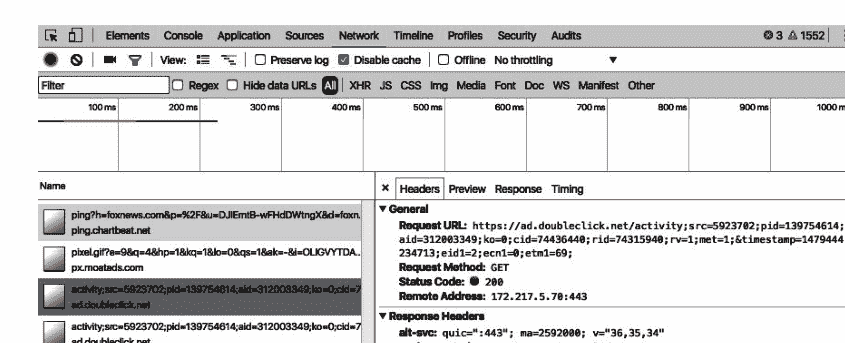 Elements Console Application Sources Network Timeline Profiles Security Audits 3 1552
View: Preserve log Disable cache Offline No throttling
Filter Regex Hide data URLs All XHR JS CSS Img Media Font Doc WS Manifest Other
100 ms 200 ms 300 ms 400 ms 500 ms 600 ms 700 ms 800 ms 900 ms 1000 m
Name
× Headers Preview Response Timing
ping?h=foxnews.com&p=%2F&u=DJlEmtB-wFHdDWtngX&d=foxn.
ping.chartbeat.net
pixel.gif?e=9&q=4&hp=1&kq=1&lo=0&qs=1&ak=-&i=OLIGVYTDA..
px.moatads.com
activity;src=5923702;pid=139754614;aid=312003349;ko=0;cid=7
ad.doubleclick.net
activity;src=5923702;pid=139754614;aid=312003349;ko=0;cid=7
ad.doubleclick.net
▼ General
Request URL: https://ad.doubleclick.net/activity;src=5923702;pid=139754614;
aid=312003349;ko=0;cid=74436440;rid=74315940;rv=1;met=1;&timestamp=1479444
234713;eid1=2;ecn1=0;etm1=69;
Request Method: GET
Status Code: 200
Remote Address: 172.217.5.70:443
▼ Response Headers
alt-svc: quic=":443"; ma=2592000; v="36,35,34"